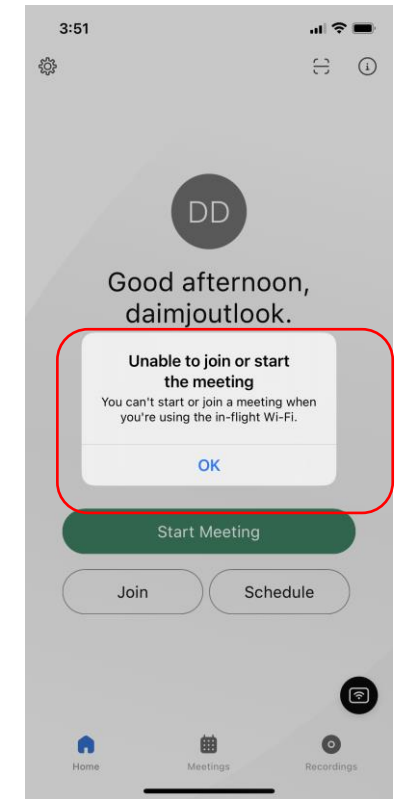 3:51
DD
Good afternoon,
daimjoutlook.
Unable to join or start
the meeting
You can't start or join a meeting when
you're using the in-flight Wi-Fi.
OK
Start Meeting
Join
Schedule
Home
Meetings
Recordings